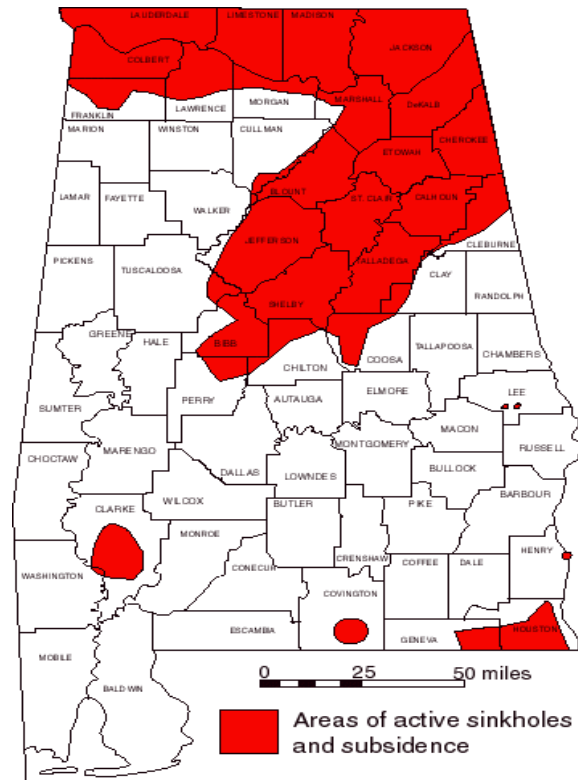 LAUDERDALE LIMESTONE MADISON
JACKSON
COLBERT
MARSHALL DeKALB
FRANKLIN LAWRENCE MORGAN
MARION WINSTON CULLMAN CHEROKEE
ETOWAH
LAMAR FAYETTE WALKER BLOUNT ST. CLAIR CALHOUN
JEFFERSON
CLEBURNE
PICKENS TUSCALOOSA TALLADEGA
CLAY
RANDOLPH
SHELBY
GREENE HALE BIBB
TALLAPOOSA
CHILTON COOSA CHAMBERS
PERRY AUTAUGA ELMORE LEE
SUMTER
MACON
MARENGO MONTGOMERY RUSSELL
CHOCTAW
DALLAS LOWNDES BULLOCK
CLARKE WILCOX BUTLER PIKE BARBOUR
MONROE
CRENSHAW COFFEE DALE HENRY
WASHINGTON CONECUR
COVINGTON
ESCAMBIA GENEVA HOUSTON
MOBILE
BALDWIN
0 25 50 miles
Areas of active sinkholes
and subsidence